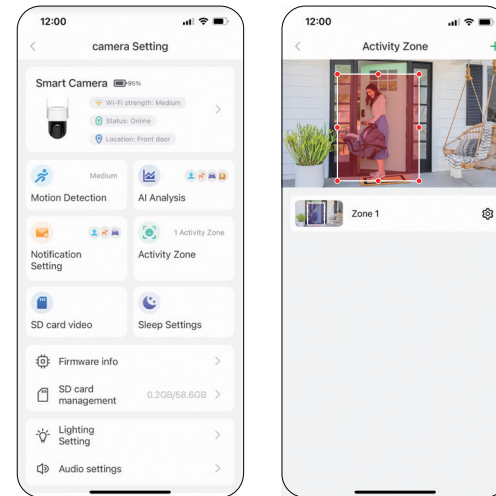 12:00
camera Setting
Smart Camera 95%
Wi-Fi strength: Medium
Status: Online
Location: Front door
Medium
Motion Detection
AI Analysis
Notification
Setting
1 Activity Zone
Activity Zone
SD card video
Sleep Settings
Firmware info
SD card
management
0.2GB/58.6GB
Lighting
Setting
Audio settings
12:00
Activity Zone
Zone 1